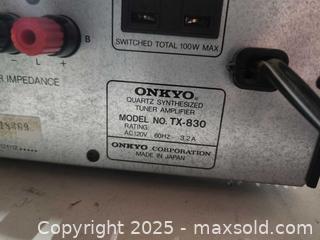 SWITCHED TOTAL 100W MAX
B
- L +
R IMPEDANCE
ONKYO®
QUARTZ SYNTHESIZED
TUNER AMPLIFIER
MODEL NO. TX-830
RATING:
AC120V 60Hz 3.2A
ONKYO CORPORATION
MADE IN JAPAN
Copyright © 2025 - maxsold.com